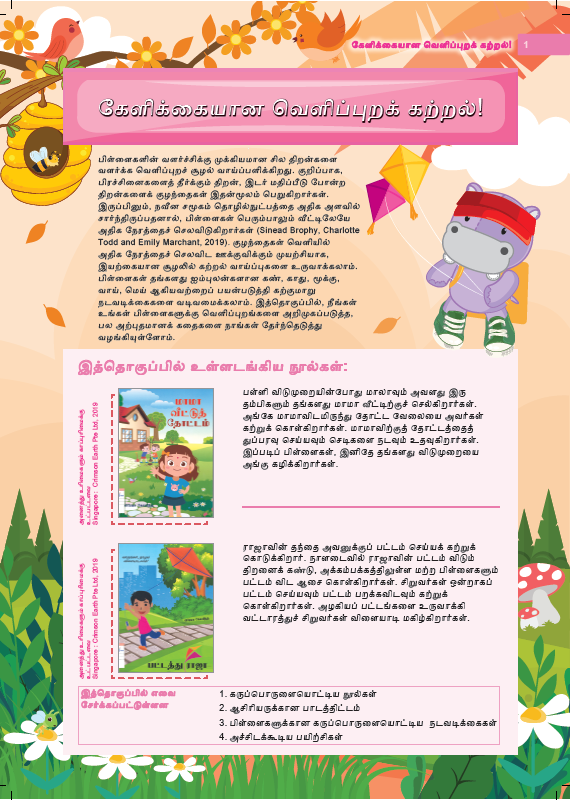 கேளிக்கையான வெளிப்புறக் கற்றல்! 1
கேளிக்கையான வெளிப்புறக் கற்றல்!
பிள்ளைகளின் வளர்ச்சிக்கு முக்கியமான சில திறன்களை
வளர்க்க வெளிப்புறச் சூழல் வாய்ப்பளிக்கிறது. குறிப்பாக,
பிரச்சினைகளைத் தீர்க்கும் திறன், இடர் மதிப்பீடு போன்ற
திறன்களைக் குழந்தைகள் இதன்மூலம் பெறுகிறார்கள்.
இருப்பினும், நவீன சமூகம் தொழில்நுட்பத்தை அதிக அளவில்
சார்ந்திருப்பதனால், பிள்ளைகள் பெரும்பாலும் வீட்டிலேயே
அதிக நேரத்தைச் செலவிடுகிறார்கள் (Sinead Brophy, Charlotte
Todd and Emily Marchant, 2019). குழந்தைகள் வெளியில்
அதிக நேரத்தைச் செலவிட ஊக்குவிக்கும் முயற்சியாக,
இயற்கையான சூழலில் கற்றல் வாய்ப்புகளை உருவாக்கலாம்.
பிள்ளைகள் தங்களது ஐம்புலன்களான கண், காது, மூக்கு,
வாய், மெய் ஆகியவற்றைப் பயன்படுத்தி கற்குமாறு
நடவடிக்கைகளை வடிவமைக்கலாம். இத்தொகுப்பில், நீங்கள்
உங்கள் பிள்ளைகளுக்கு வெளிப்புறங்களை அறிமுகப்படுத்த,
பல அற்புதமானக் கதைகளை நாங்கள் தேர்ந்தெடுத்து
வழங்கியுள்ளோம்.
இத்தொகுப்பில் உள்ளடங்கிய நூல்கள்:
அனைத்து உரிமைகளும் காப்புரிமைக்கு
உட்பட்டவை
Singapore : Crimson Earth Pte Ltd, 2019
மாமா
வீட்டுத்
தோட்டம்
பள்ளி விடுமுறையின்போது மாலாவும் அவளது இரு
தம்பிகளும் தங்களது மாமா வீட்டிற்குச் செல்கிறார்கள்.
அங்கே மாமாவிடமிருந்து தோட்ட வேலையை அவர்கள்
கற்றுக் கொள்கிறார்கள். மாமாவிற்குத் தோட்டத்தைத்
துப்பரவு செய்யவும் செடிகளை நடவும் உதவுகிறார்கள்.
இப்படிப் பிள்ளைகள், இனிதே தங்களது விடுமுறையை
அங்கு கழிக்கிறார்கள்.
அனைத்து உரிமைகளும் காப்புரிமைக்கு
உட்பட்டவை
Singapore : Crimson Earth Pte Ltd, 2019
பட்டத்து ராஜா
ராஜாவின் தந்தை அவனுக்குப் பட்டம் செய்யக் கற்றுக்
கொடுக்கிறார். நாளடைவில் ராஜாவின் பட்டம் விடும்
திறனைக் கண்டு, அக்கம்பக்கத்திலுள்ள மற்ற பிள்ளைகளும்
பட்டம் விட ஆசை கொள்கிறார்கள். சிறுவர்கள் ஒன்றாகப்
பட்டம் செய்யவும் பட்டம் பறக்கவிடவும் கற்றுக்
கொள்கிறார்கள். அழகியப் பட்டங்களை உருவாக்கி
வட்டாரத்துச் சிறுவர்கள் விளையாடி மகிழ்கிறார்கள்.
இத்தொகுப்பில் எவை
சேர்க்கப்பட்டுள்ளன
1. கருப்பொருளையொட்டிய நூல்கள்
2. ஆசிரியருக்கான பாடத்திட்டம்
3. பிள்ளைகளுக்கான கருப்பொருளையொட்டிய நடவடிக்கைகள்
4. அச்சிடக்கூடிய பயிற்சிகள்